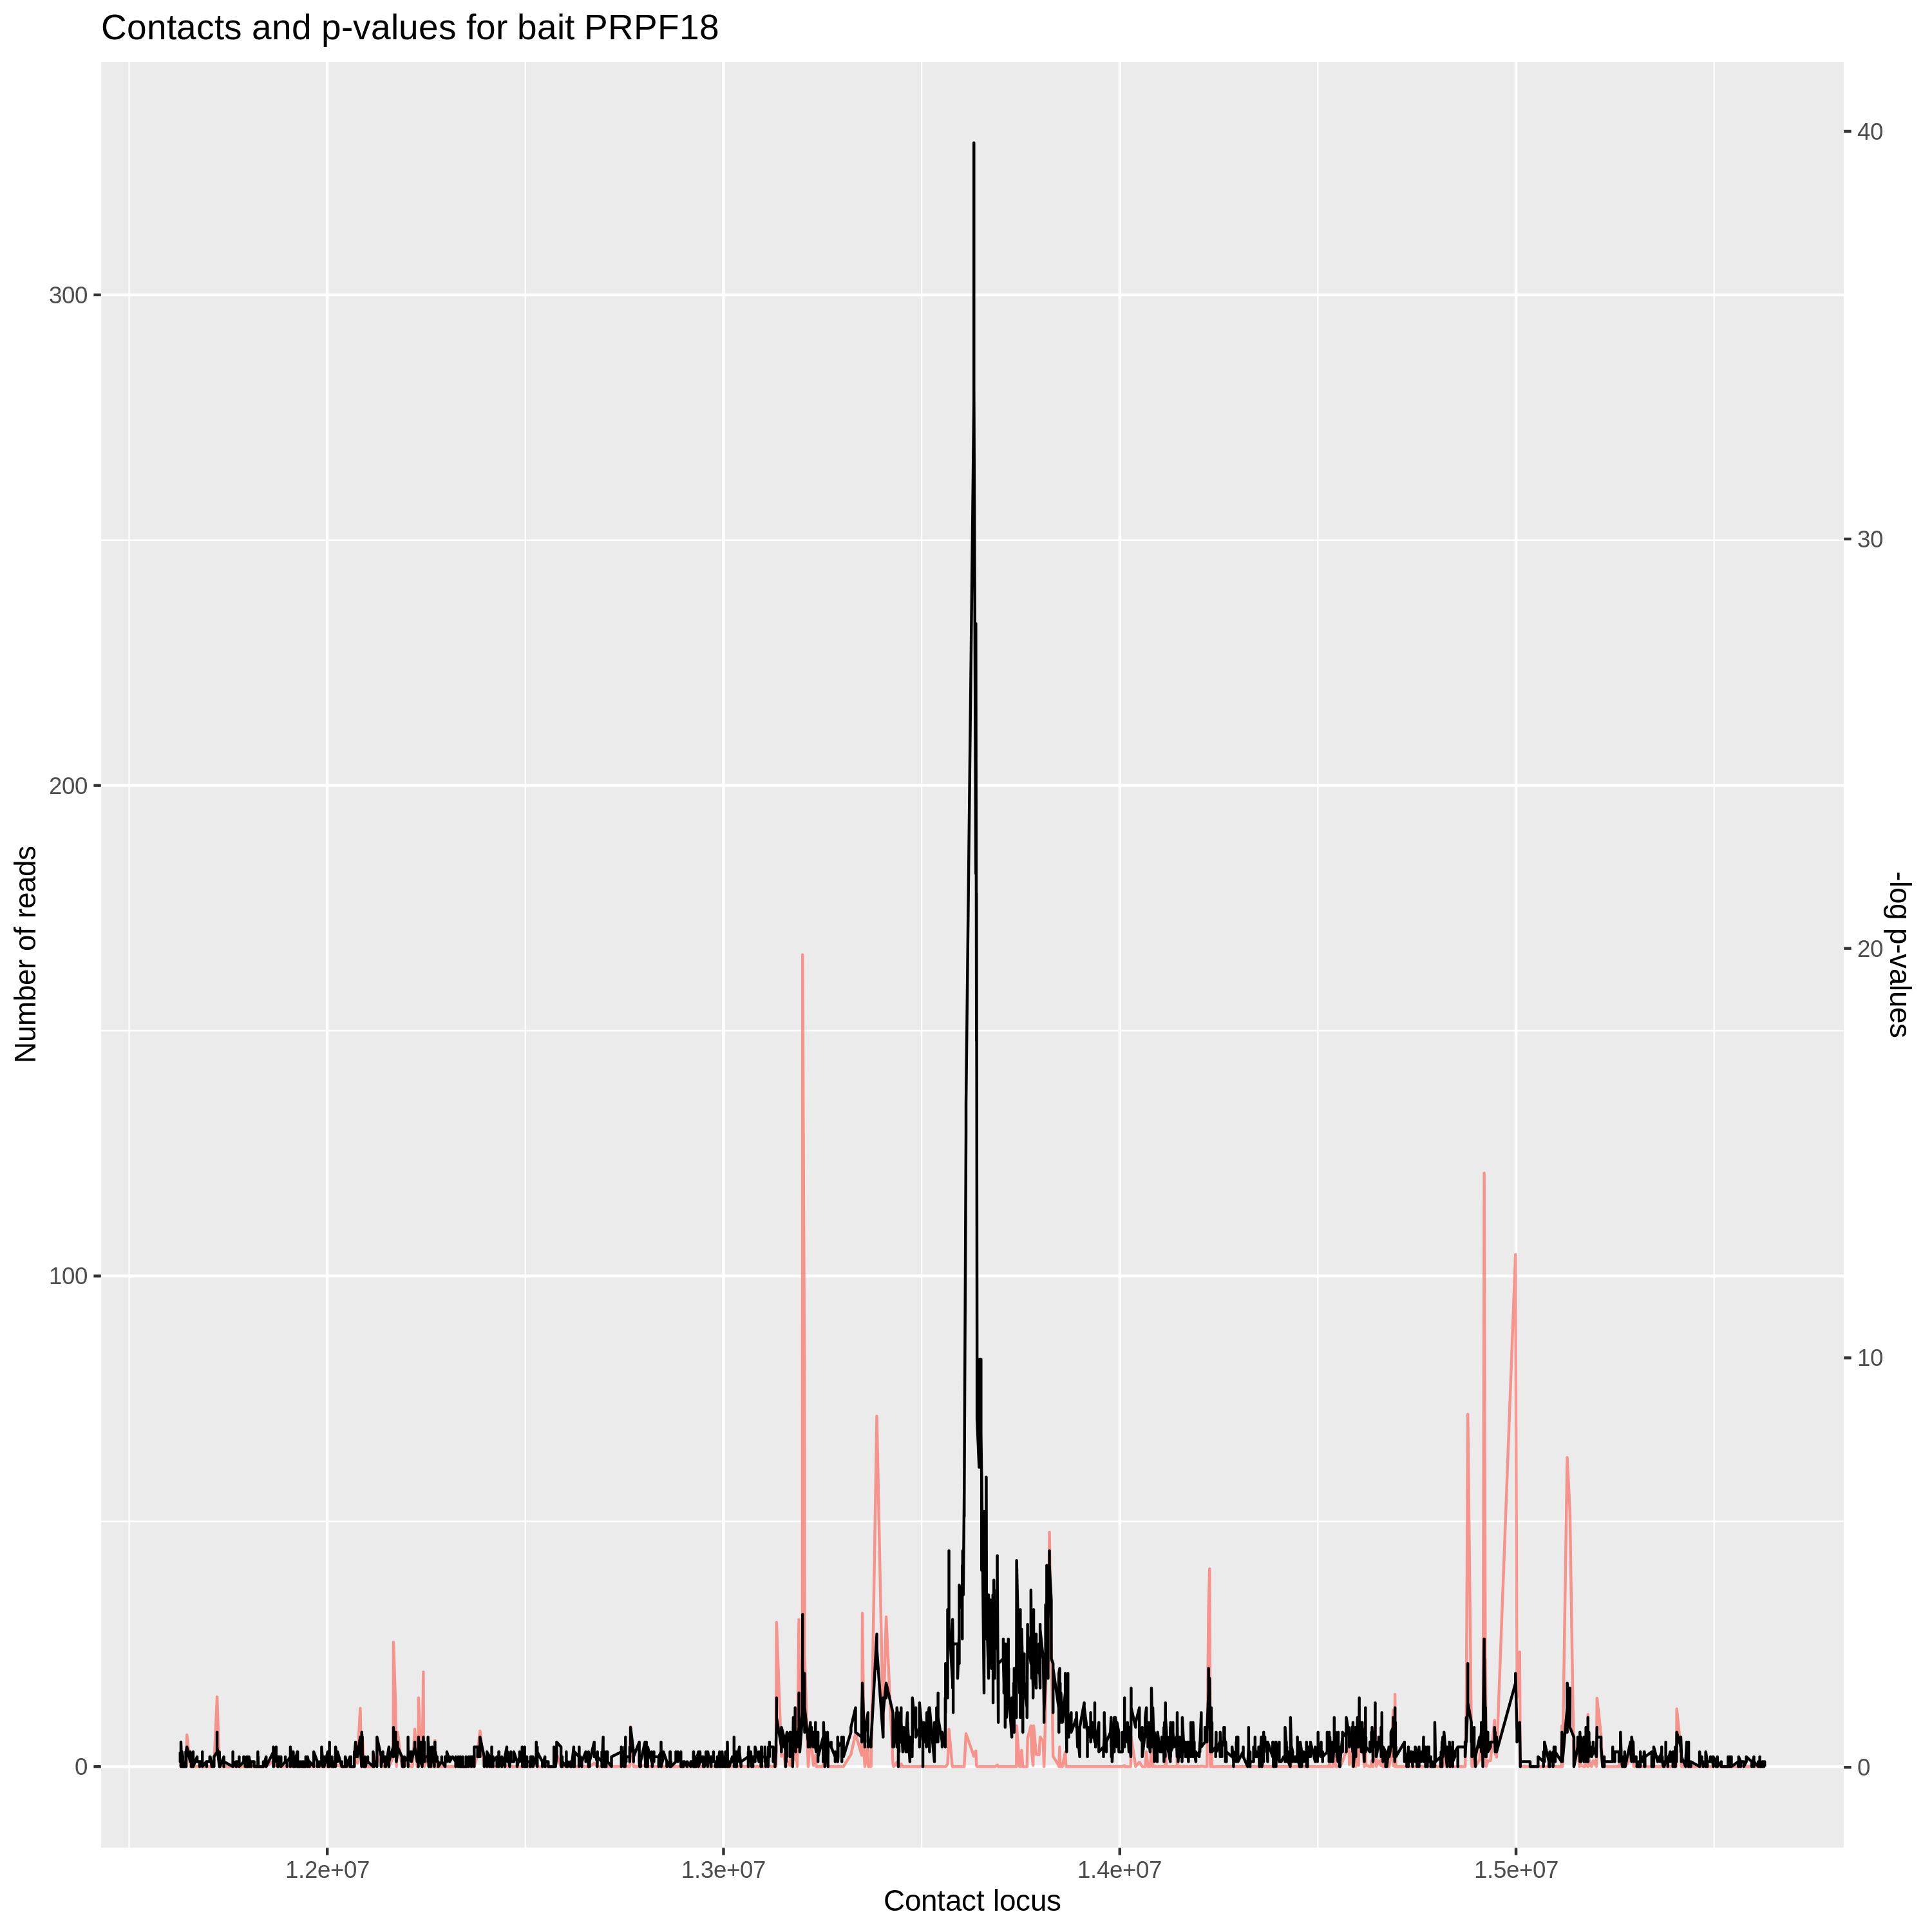 Contacts and p-values for bait PRPF18
Number of reads
300
200
100
0
40
30
20
10
0
-log p-values
1.2e+07
1.3e+07
1.4e+07
1.5e+07
Contact locus